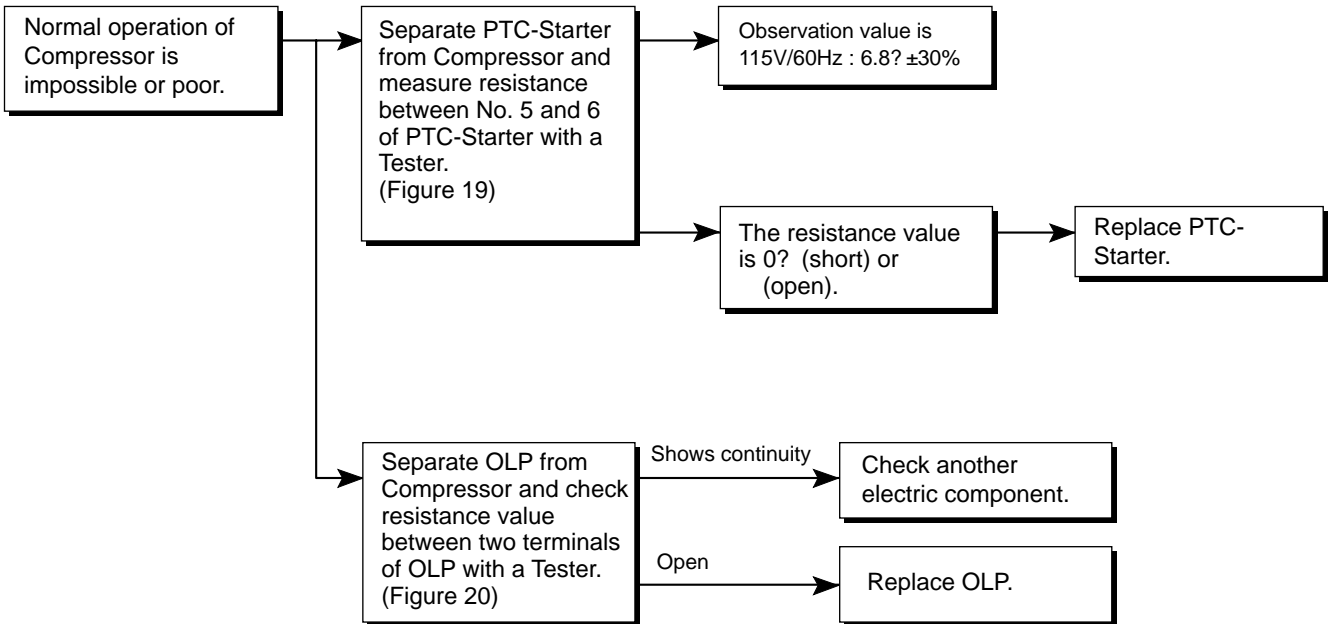 Normal operation of
Compressor is
impossible or poor.
Separate PTC-Starter
from Compressor and
measure resistance
between No. 5 and 6
of PTC-Starter with a
Tester.
(Figure 19)
Observation value is
115V/60Hz : 6.8? ±30%
The resistance value
is 0? (short) or
(open).
Replace PTC-
Starter.
Separate OLP from
Compressor and check
resistance value
between two terminals
of OLP with a Tester.
(Figure 20)
Shows continuity
Check another
electric component.
Open
Replace OLP.